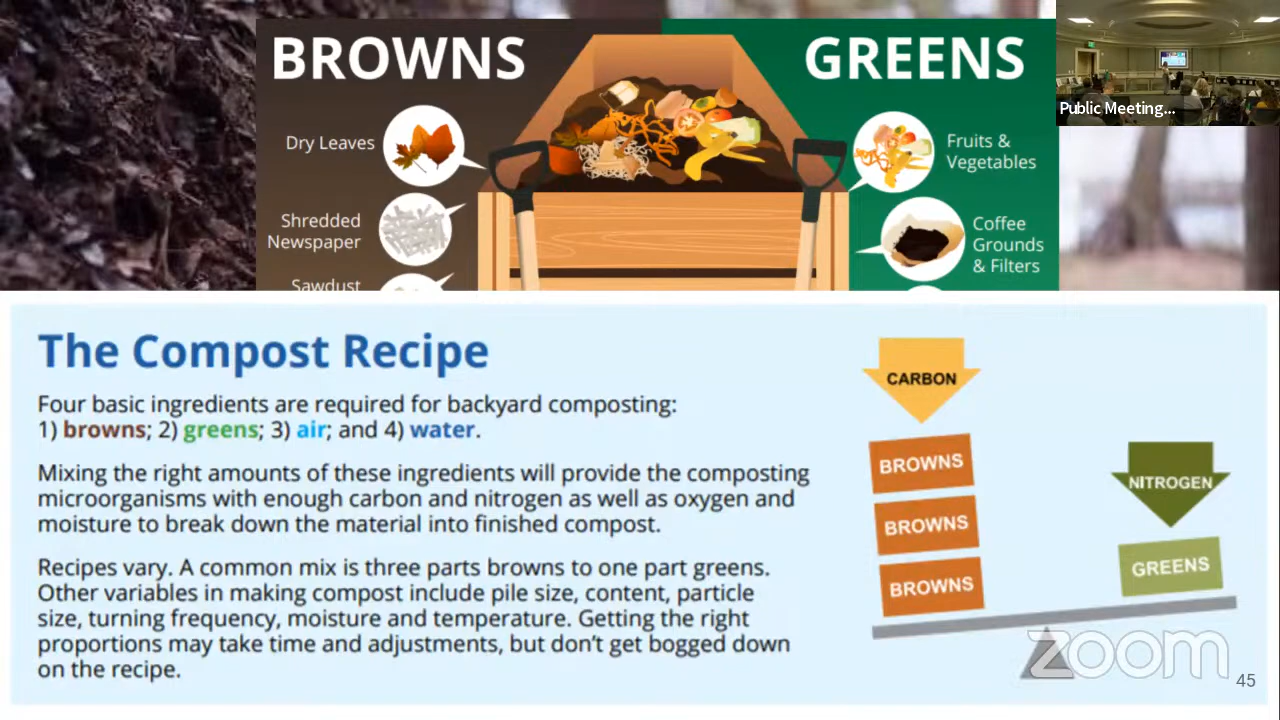 BROWNS
GREENS
Public Meeting...
Dry Leaves
Fruits &
Vegetables
Shredded
Newspaper
Coffee
Grounds
& Filters
Sawdust
The Compost Recipe
Four basic ingredients are required for backyard composting:
1) browns; 2) greens; 3) air; and 4) water.
Mixing the right amounts of these ingredients will provide the composting
microorganisms with enough carbon and nitrogen as well as oxygen and
moisture to break down the material into finished compost.
Recipes vary. A common mix is three parts browns to one part greens.
Other variables in making compost include pile size, content, particle
size, turning frequency, moisture and temperature. Getting the right
proportions may take time and adjustments, but don’t get bogged down
on the recipe.
CARBON
BROWNS
BROWNS
BROWNS
NITROGEN
GREENS
zoom
45